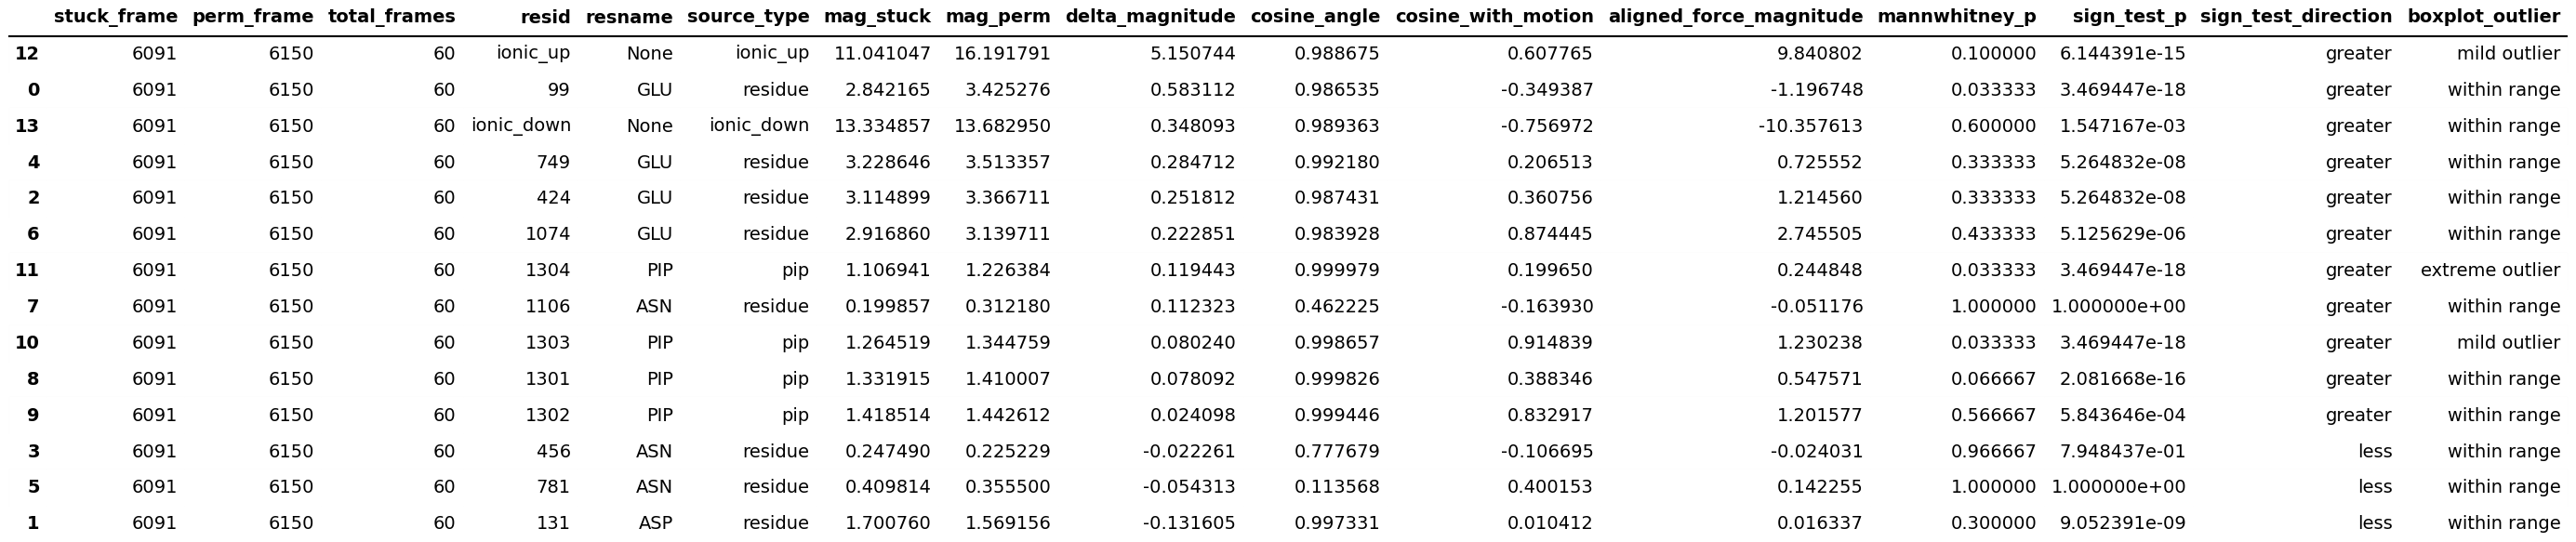 stuck_frame perm_frame total_frames resid resname source_type mag_stuck mag_perm delta_magnitude cosine_angle cosine_with_motion aligned_force_magnitude mannwhitney_p sign_test_p sign_test_direction boxplot_outlier
12 6091 6150 60 ionic_up None ionic_up 11.041047 16.191791 5.150744 0.988675 0.607765 9.840802 0.100000 6.144391e-15 greater mild outlier
0 6091 6150 60 99 GLU residue 2.842165 3.425276 0.583112 0.986535 -0.349387 -1.196748 0.033333 3.469447e-18 greater within range
13 6091 6150 60 ionic_down None ionic_down 13.334857 13.682950 0.348093 0.989363 -0.756972 -10.357613 0.600000 1.547167e-03 greater within range
4 6091 6150 60 749 GLU residue 3.228646 3.513357 0.284712 0.992180 0.206513 0.725552 0.333333 5.264832e-08 greater within range
2 6091 6150 60 424 GLU residue 3.114899 3.366711 0.251812 0.987431 0.360756 1.214560 0.333333 5.264832e-08 greater within range
6 6091 6150 60 1074 GLU residue 2.916860 3.139711 0.222851 0.983928 0.874445 2.745505 0.433333 5.125629e-06 greater within range
11 6091 6150 60 1304 PIP pip 1.106941 1.226384 0.119443 0.999979 0.199650 0.244848 0.033333 3.469447e-18 greater extreme outlier
7 6091 6150 60 1106 ASN residue 0.199857 0.312180 0.112323 0.462225 -0.163930 -0.051176 1.000000 1.000000e+00 greater within range
10 6091 6150 60 1303 PIP pip 1.264519 1.344759 0.080240 0.998657 0.914839 1.230238 0.033333 3.469447e-18 greater mild outlier
8 6091 6150 60 1301 PIP pip 1.331915 1.410007 0.078092 0.999826 0.388346 0.547571 0.066667 2.081668e-16 greater within range
9 6091 6150 60 1302 PIP pip 1.418514 1.442612 0.024098 0.999446 0.832917 1.201577 0.566667 5.843646e-04 greater within range
3 6091 6150 60 456 ASN residue 0.247490 0.225229 -0.022261 0.777679 -0.106695 -0.024031 0.966667 7.948437e-01 less within range
5 6091 6150 60 781 ASN residue 0.409814 0.355500 -0.054313 0.113568 0.400153 0.142255 1.000000 1.000000e+00 less within range
1 6091 6150 60 131 ASP residue 1.700760 1.569156 -0.131605 0.997331 0.010412 0.016337 0.300000 9.052391e-09 less within range